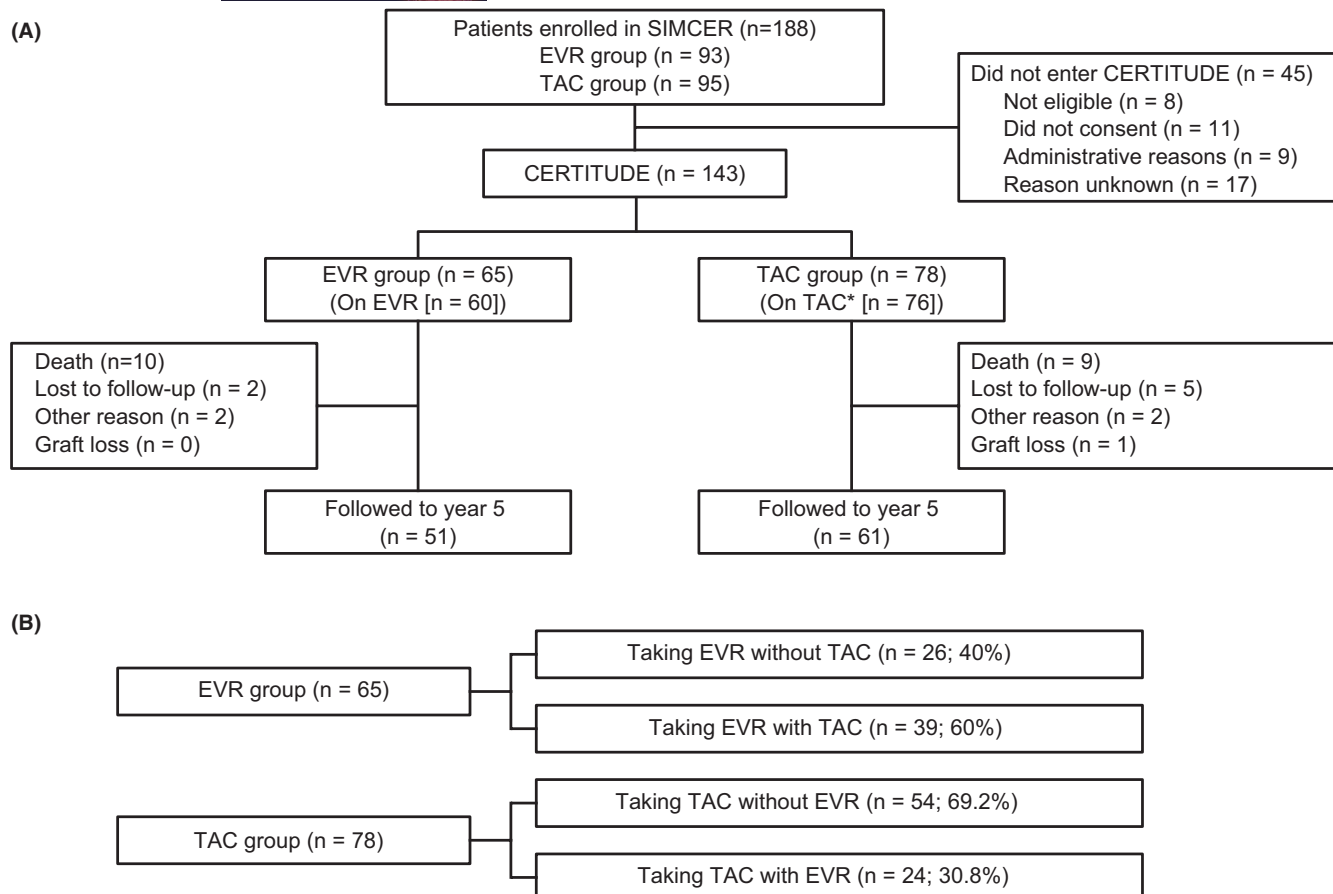 (A)
Patients enrolled in SIMCER (n=188)
EVR group (n = 93)
TAC group (n = 95)
Did not enter CERTITUDE (n = 45)
Not eligible (n = 8)
Did not consent (n = 11)
Administrative reasons (n = 9)
Reason unknown (n = 17)
CERTITUDE (n = 143)
EVR group (n = 65)
(On EVR [n = 60])
TAC group (n = 78)
(On TAC* [n = 76])
Death (n=10)
Lost to follow-up (n = 2)
Other reason (n = 2)
Graft loss (n = 0)
Death (n = 9)
Lost to follow-up (n = 5)
Other reason (n = 2)
Graft loss (n = 1)
Followed to year 5
(n = 51)
Followed to year 5
(n = 61)
(B)
EVR group (n = 65)
Taking EVR without TAC (n = 26; 40%)
Taking EVR with TAC (n = 39; 60%)
TAC group (n = 78)
Taking TAC without EVR (n = 54; 69.2%)
Taking TAC with EVR (n = 24; 30.8%)